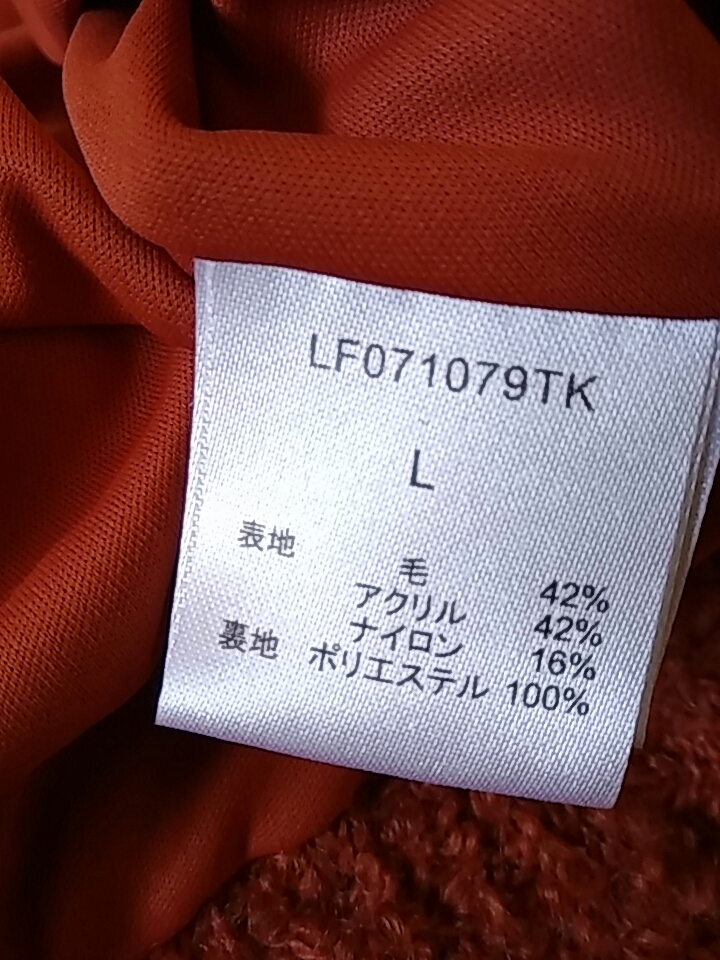 LF071079TK
L
表地
毛 42%
アクリル 42%
ナイロン 16%
裏地 ポリエステル 100%